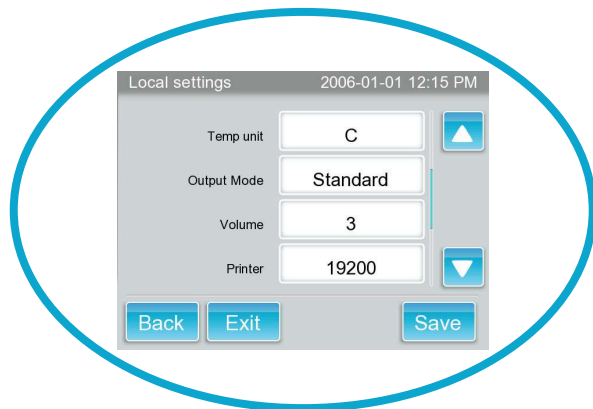 Local settings 2006-01-01 12:15 PM
Temp unit C
Output Mode Standard
Volume 3
Printer 19200
Back Exit Save